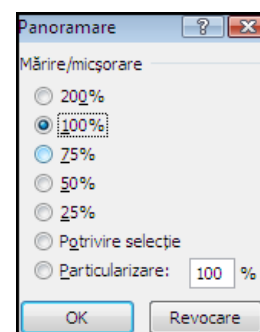 Panoramare
Mărire/micșorare
200%
100%
75%
50%
25%
Potrivire selecție
Particularizare: 100 %
OK Revocare